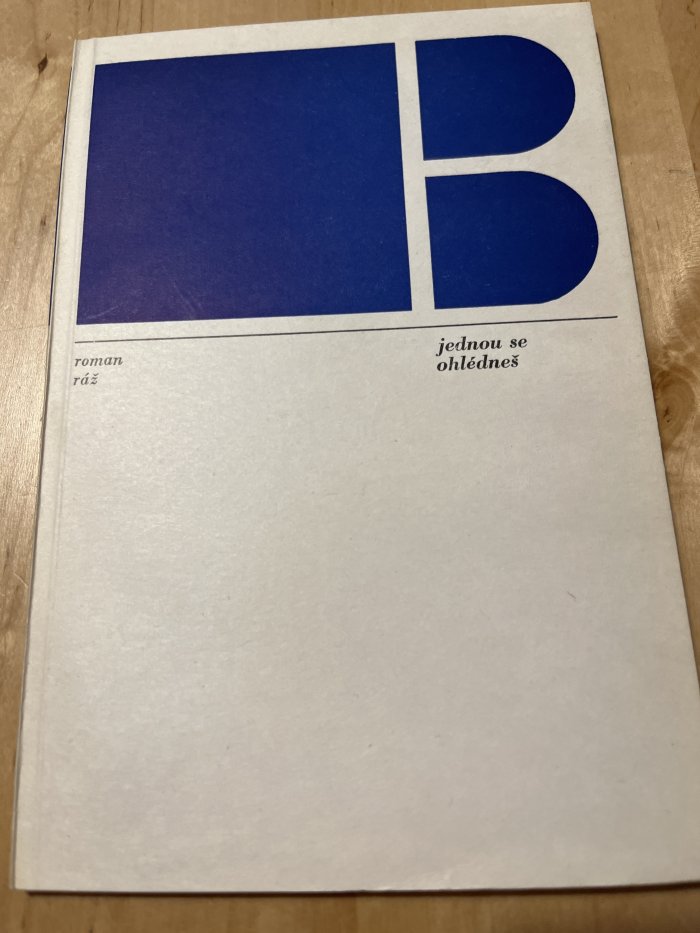 B
roman
ráž
jednou se
ohlédneš